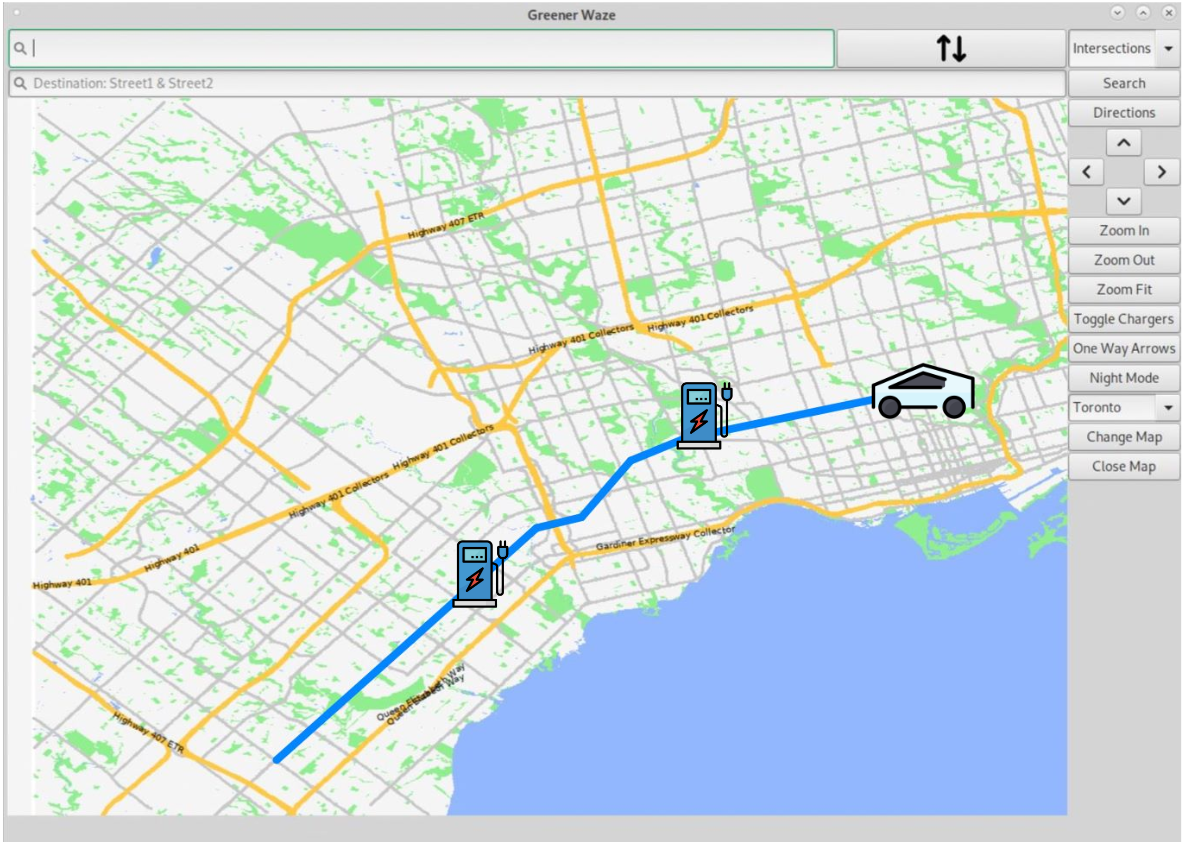 Greener Waze
Intersections
Destination: Street1 & Street2
Search
Directions
Zoom In
Zoom Out
Zoom Fit
Toggle Chargers
One Way Arrows
Night Mode
Toronto
Change Map
Close Map
Highway 407 ETR
Highway 401 Collectors
Highway 401 Collectors
Highway 401 Collectors
Highway 401 Collectors
Highway 401
Highway 401
Gardiner Expressway Collector
Queen Elizabeth Way
Queen Elizabeth Way
Highway 407 ETR